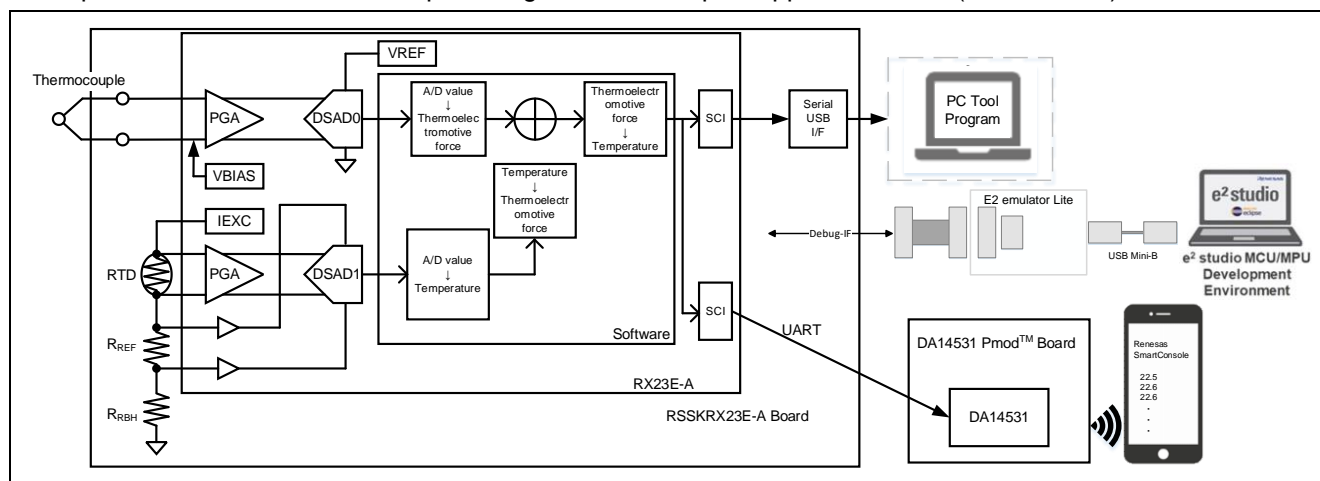 Thermocouple
VREF
PGA
DSAD0
VBIAS
A/D value
↓
Thermoelec
tromotive
force
Thermoelectr
omotive
force
↓
Temperature
SCI
Serial
USB
I/F
PC Tool
Program
Temperature
↓
Thermoelectr
omotive
force
IEXC
RTD
PGA
DSAD1
A/D value
↓
Temperature
Software
SCI
RREF
RRBH
RX23E-A
RSSKRX23E-A Board
UART
Debug-IF
E2 emulator Lite
USB Mini-B
RENESAS
e² studio
eclipse
e² studio MCU/MPU
Development
Environment
DA14531 Pmod™ Board
DA14531
Renesas
SmartConsole
22.5
22.6
22.6
.
.
.